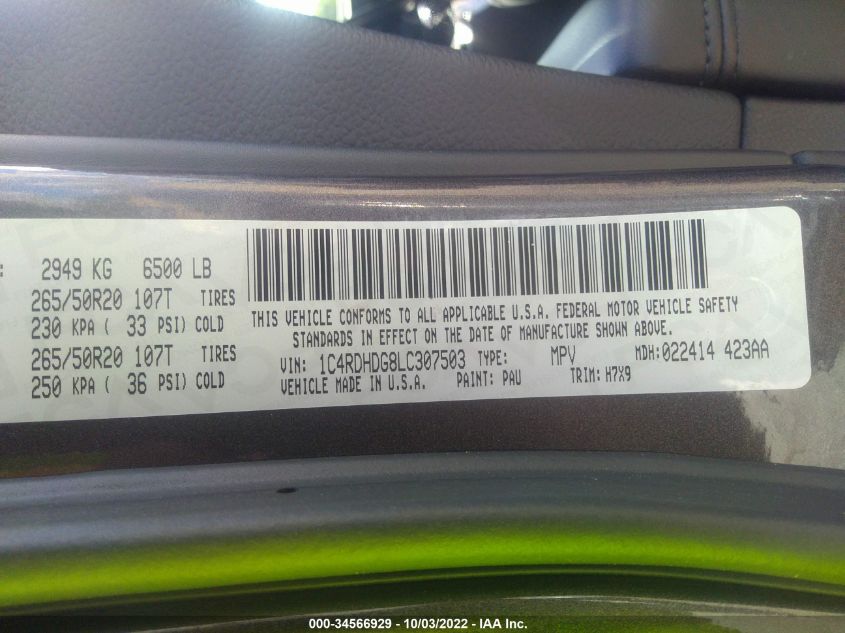 : 2949 KG 6500 LB
265/50R20 107T TIRES
230 KPA ( 33 PSI) COLD
265/50R20 107T TIRES
250 KPA ( 36 PSI) COLD
THIS VEHICLE CONFORMS TO ALL APPLICABLE U.S.A. FEDERAL MOTOR VEHICLE SAFETY
STANDARDS IN EFFECT ON THE DATE OF MANUFACTURE SHOWN ABOVE.
VIN: 1C4RDHDG8LC307503 TYPE: MPV MDH:022414 423AA
VEHICLE MADE IN U.S.A. PAINT: PAU TRIM: H7X9
000-34566929 - 10/03/2022 - IAA Inc.